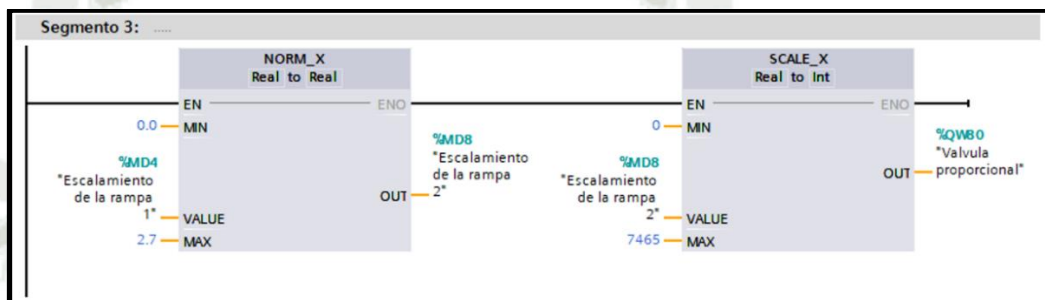 Segmento 3: .....
NORM_X
Real to Real
EN
ENO
0.0
MIN
%MD4
"Escalamiento
de la rampa
1"
VALUE
2.7
MAX
%MD8
"Escalamiento
de la rampa
2"
OUT
SCALE_X
Real to Int
EN
ENO
0
MIN
%MD8
"Escalamiento
de la rampa
2"
VALUE
7465
MAX
%QW80
"Valvula
proporcional"
OUT